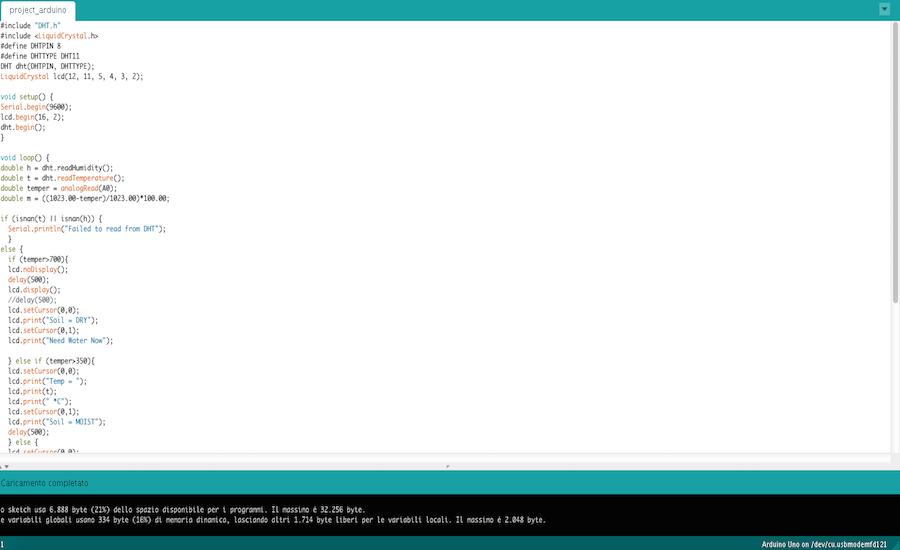 project_arduino
#include "DHT.h"
#include <LiquidCrystal.h>
#define DHTPIN 8
#define DHTTYPE DHT11
DHT dht(DHTPIN, DHTTYPE);
LiquidCrystal lcd(12, 11, 5, 4, 3, 2);
void setup() {
Serial.begin(9600);
lcd.begin(16, 2);
dht.begin();
}
void loop() {
double h = dht.readHumidity();
double t = dht.readTemperature();
double temper = analogRead(A0);
double m = ((1023.00-temper)/1023.00)*100.00;
if (isnan(t) || isnan(h)) {
Serial.println("Failed to read from DHT");
}
else {
if (temper>700){
lcd.noDisplay();
delay(500);
lcd.display();
//delay(500);
lcd.setCursor(0,0);
lcd.print("Soil = DRY");
lcd.setCursor(0,1);
lcd.print("Need Water Now");
} else if (temper>350){
lcd.setCursor(0,0);
lcd.print("Temp = ");
lcd.print(t);
lcd.print(" *C");
lcd.setCursor(0,1);
lcd.print("Soil = MOIST");
delay(500);
} else {
lcd.setCursor(0,0);
Caricamento completato
o sketch usa 6.888 byte (21%) dello spazio disponibile per i programmi. Il massimo è 32.256 byte.
e variabili globali usano 334 byte (16%) di memoria dinamica, lasciando altri 1.714 byte liberi per le variabili locali. Il massimo è 2.048 byte.
1
Arduino Uno on /dev/cu.usbmodemfd121